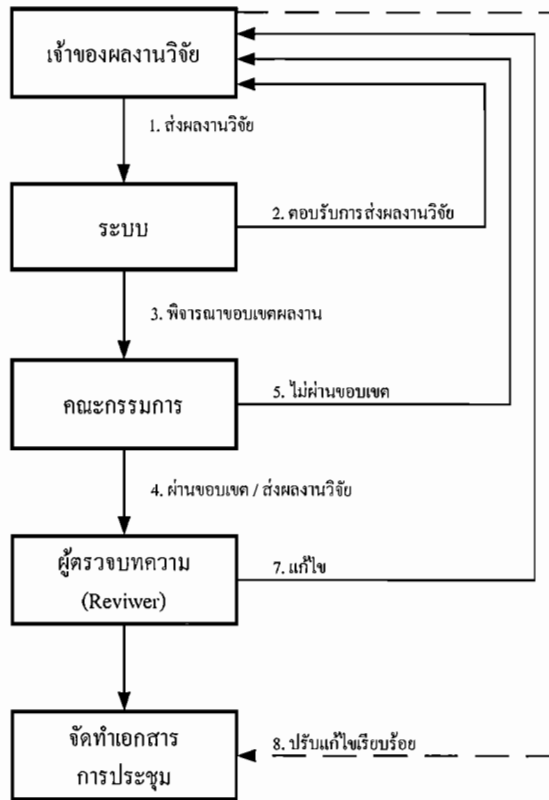 เจ้าของผลงานวิจัย
1. ส่งผลงานวิจัย
ระบบ
2. ตอบรับการส่งผลงานวิจัย
3. พิจารณาขอบเขตผลงาน
คณะกรรมการ
5. ไม่ผ่านขอบเขต
4. ผ่านขอบเขต / ส่งผลงานวิจัย
ผู้ตรวจบทความ
(Reviwer)
7. แก้ไข
จัดทำเอกสาร
การประชุม
8. ปรับแก้ไขเรียบร้อย